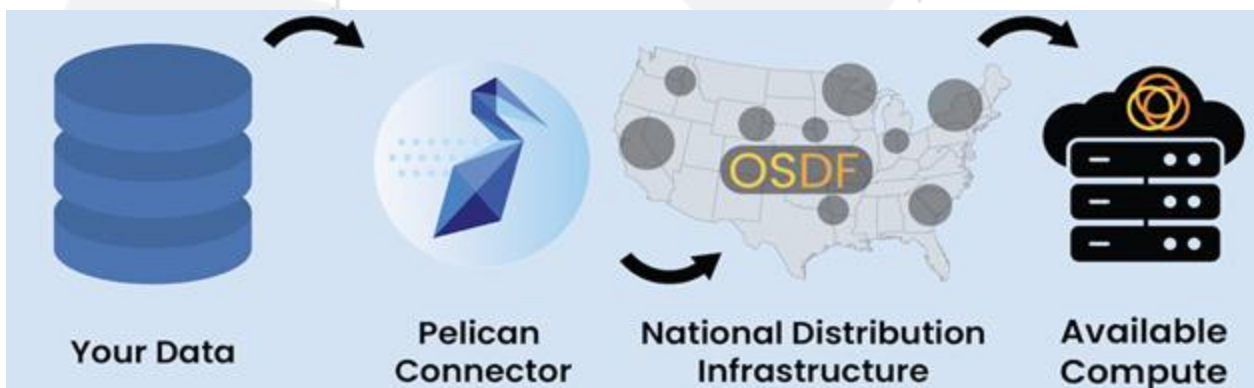 OSDF
Your Data
Pelican
Connector
National Distribution
Infrastructure
Available
Compute